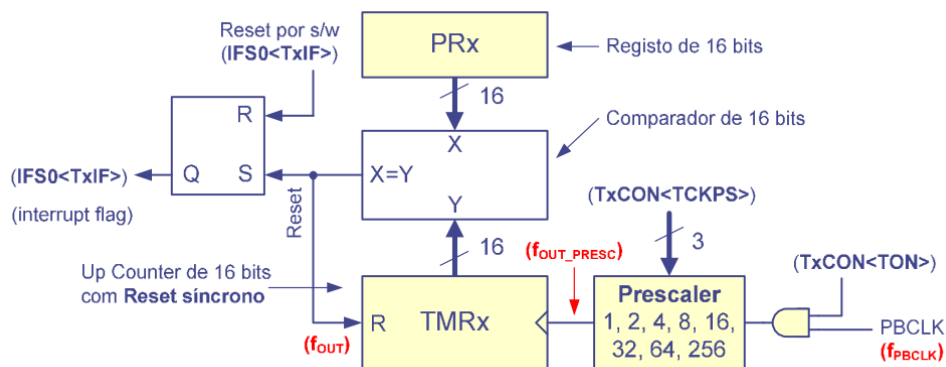 Reset por s/w
(IFS0<TxIF>)
PRx
Registo de 16 bits
16
R
Comparador de 16 bits
X
(IFS0<TxIF>)
Q
S
X=Y
(interrupt flag)
Reset
Y
(TxCON<TCKPS>)
16
3
(fOUT_PRESC)
(TxCON<TON>)
Up Counter de 16 bits
com Reset síncrono
R
TMRx
(fOUT)
Prescaler
1, 2, 4, 8, 16,
32, 64, 256
PBCLK
(fPBCLK)